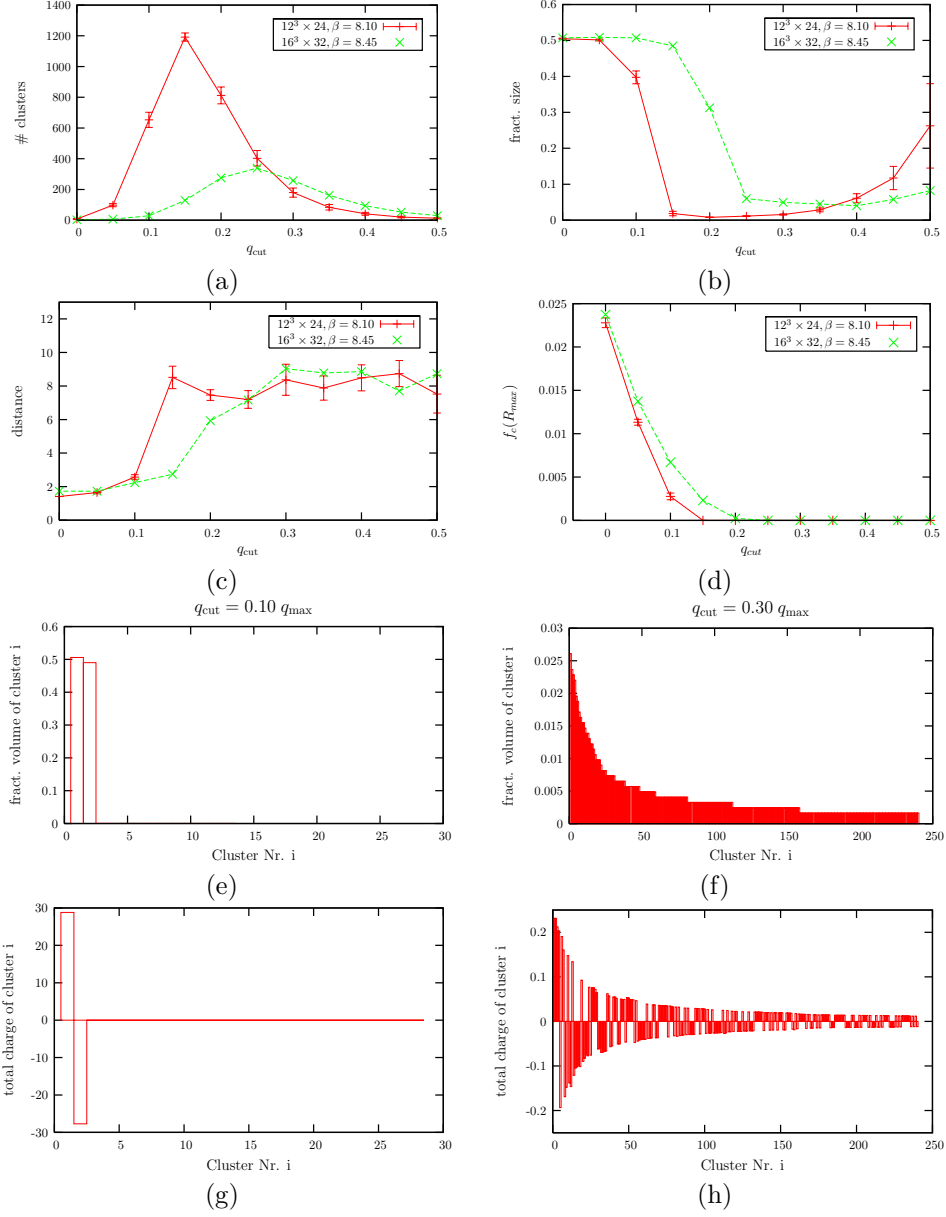 1400
1200
1000
800
600
400
200
0
# clusters
12³ × 24, β = 8.10
16³ × 32, β = 8.45
0 0.1 0.2 0.3 0.4 0.5
q_cut
(a)
0.6
0.5
0.4
0.3
0.2
0.1
0
fract. size
12³ × 24, β = 8.10
16³ × 32, β = 8.45
0 0.1 0.2 0.3 0.4 0.5
q_cut
(b)
12
10
8
6
4
2
0
distance
12³ × 24, β = 8.10
16³ × 32, β = 8.45
0 0.1 0.2 0.3 0.4 0.5
q_cut
(c)
0.025
0.02
0.015
0.01
0.005
0
f_c(R_max)
12³ × 24, β = 8.10
16³ × 32, β = 8.45
0 0.1 0.2 0.3 0.4 0.5
q_cut
(d)
q_cut = 0.10 q_max
0.6
0.5
0.4
0.3
0.2
0.1
0
fract. volume of cluster i
0 5 10 15 20 25 30
Cluster Nr. i
(e)
q_cut = 0.30 q_max
0.03
0.025
0.02
0.015
0.01
0.005
0
fract. volume of cluster i
0 50 100 150 200 250
Cluster Nr. i
(f)
30
20
10
0
-10
-20
-30
total charge of cluster i
0 5 10 15 20 25 30
Cluster Nr. i
(g)
0.2
0.1
0
-0.1
-0.2
total charge of cluster i
0 50 100 150 200 250
Cluster Nr. i
(h)